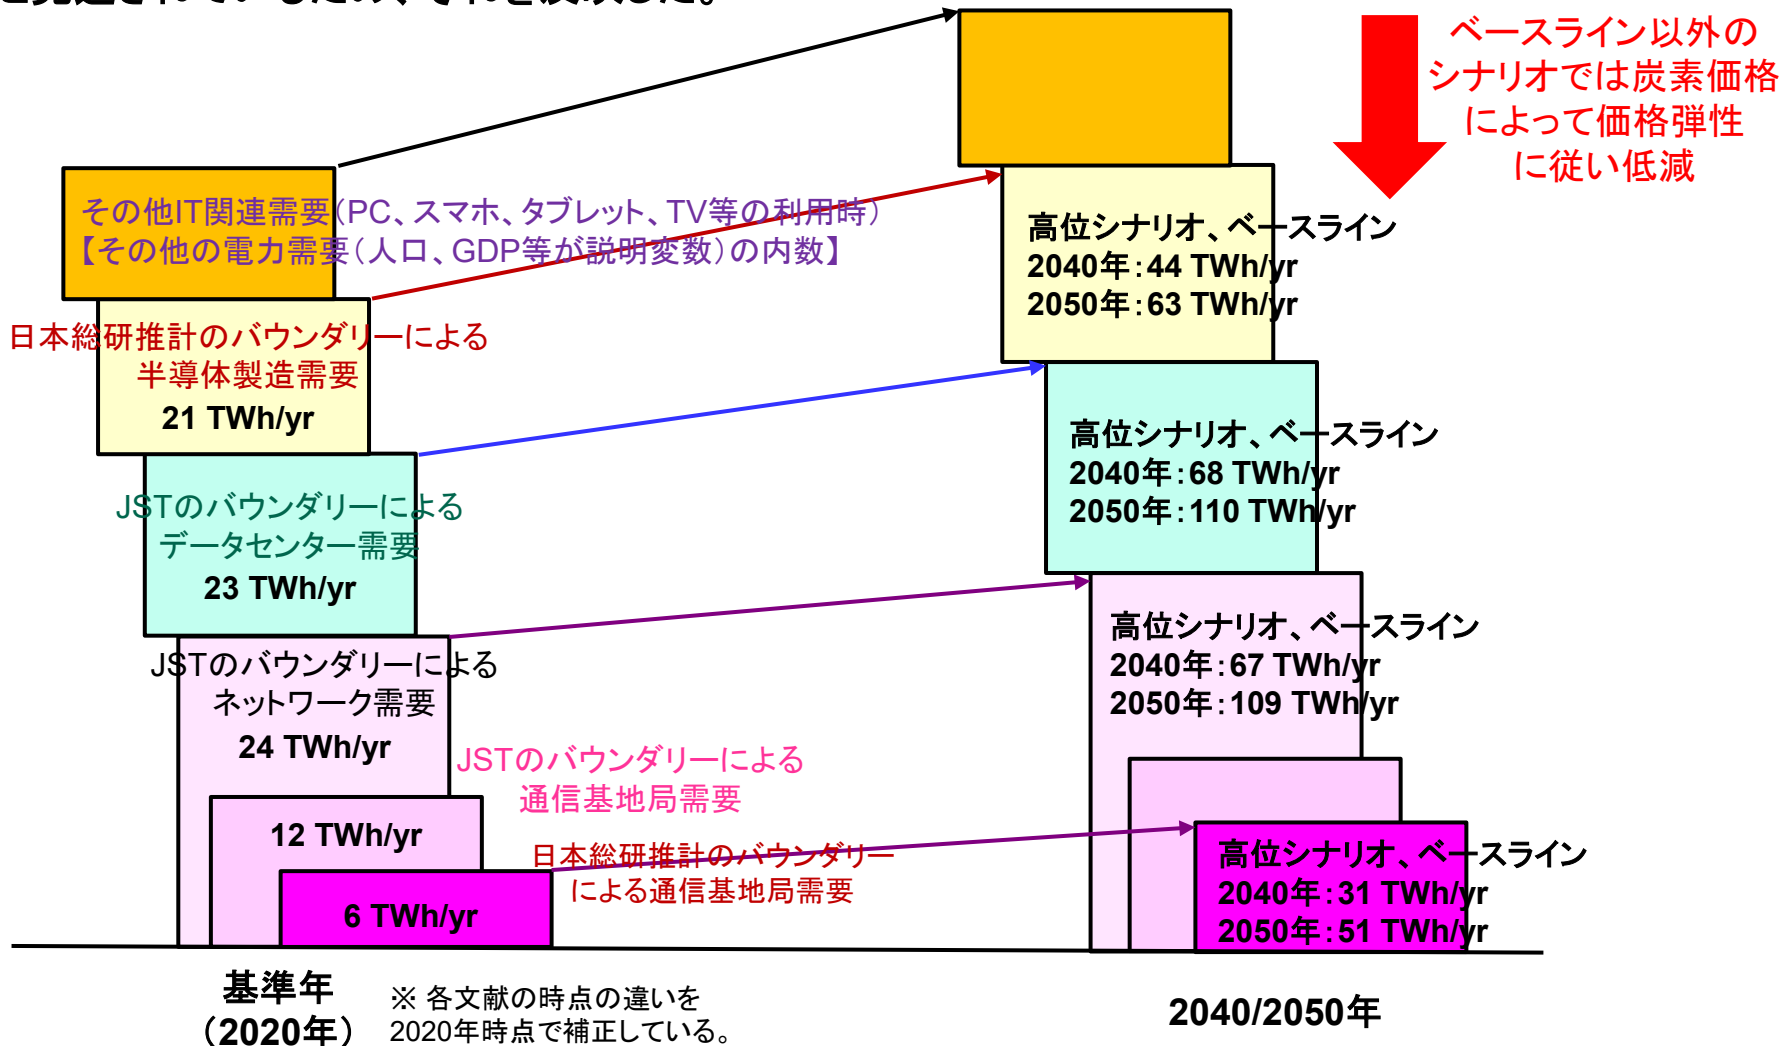 ベースライン以外の
シナリオでは炭素価格
によって価格弾性
に従い低減
その他IT関連需要（PC、スマホ、タブレット、TV等の利用時）
【その他の電力需要（人口、GDP等が説明変数）の内数】
日本総研推計のバウンダリーによる
半導体製造需要
21 TWh/yr
JSTのバウンダリーによる
データセンター需要
23 TWh/yr
JSTのバウンダリーによる
ネットワーク需要
24 TWh/yr
JSTのバウンダリーによる
通信基地局需要
12 TWh/yr
日本総研推計のバウンダリー
による通信基地局需要
6 TWh/yr
高位シナリオ、ベースライン
2040年：44 TWh/yr
2050年：63 TWh/yr
高位シナリオ、ベースライン
2040年：68 TWh/yr
2050年：110 TWh/yr
高位シナリオ、ベースライン
2040年：67 TWh/yr
2050年：109 TWh/yr
高位シナリオ、ベースライン
2040年：31 TWh/yr
2050年：51 TWh/yr
基準年
（2020年）
※ 各文献の時点の違いを
2020年時点で補正している。
2040/2050年